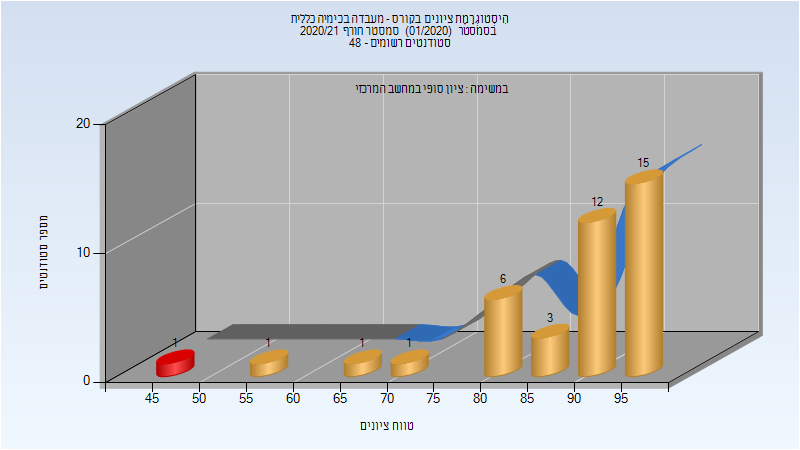 היסטוגרמת ציונים בקורס - מעבדה בכימיה כללית
בסמסטר (01/2020) סמסטר חורף 2020/21
סטודנטים רשומים - 48
במשימה : ציון סופי במחשב המרכזי
מספר סטודנטים
20
10
0
1
1
1
1
6
3
12
15
45 50 55 60 65 70 75 80 85 90 95
טווח ציונים